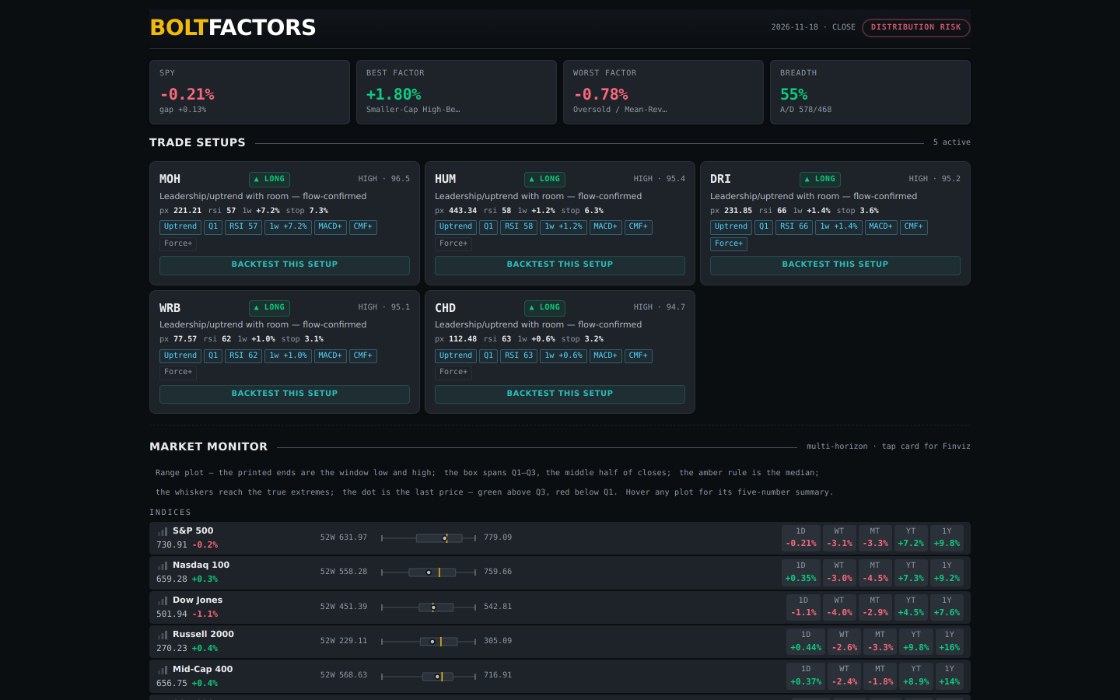 BOLTFACTORS
2026-11-18 · CLOSE DISTRIBUTION RISK
SPY
-0.21%
gap +0.13%
BEST FACTOR
+1.80%
Smaller-Cap High-Be…
WORST FACTOR
-0.78%
Oversold / Mean-Rev…
BREADTH
55%
A/D 578/468
TRADE SETUPS 5 active
MOH ▲ LONG HIGH · 96.5
Leadership/uptrend with room — flow-confirmed
px 221.21 rsi 57 1w +7.2% stop 7.3%
Uptrend Q1 RSI 57 1w +7.2% MACD+ CMF+
Force+
BACKTEST THIS SETUP
HUM ▲ LONG HIGH · 95.4
Leadership/uptrend with room — flow-confirmed
px 443.34 rsi 58 1w +1.2% stop 6.3%
Uptrend Q1 RSI 58 1w +1.2% MACD+ CMF+
Force+
BACKTEST THIS SETUP
DRI ▲ LONG HIGH · 95.2
Leadership/uptrend with room — flow-confirmed
px 231.85 rsi 66 1w +1.4% stop 3.6%
Uptrend Q1 RSI 66 1w +1.4% MACD+ CMF+
Force+
BACKTEST THIS SETUP
WRB ▲ LONG HIGH · 95.1
Leadership/uptrend with room — flow-confirmed
px 77.57 rsi 62 1w +1.0% stop 3.1%
Uptrend Q1 RSI 62 1w +1.0% MACD+ CMF+
Force+
BACKTEST THIS SETUP
CHD ▲ LONG HIGH · 94.7
Leadership/uptrend with room — flow-confirmed
px 112.48 rsi 63 1w +0.6% stop 3.2%
Uptrend Q1 RSI 63 1w +0.6% MACD+ CMF+
Force+
BACKTEST THIS SETUP
MARKET MONITOR multi-horizon · tap card for Finviz
Range plot — the printed ends are the window low and high; the box spans Q1–Q3, the middle half of closes; the amber rule is the median;
the whiskers reach the true extremes; the dot is the last price — green above Q3, red below Q1. Hover any plot for its five-number summary.
INDICES
S&P 500
730.91 -0.2%
52W 631.97 779.09
1D WT MT YT 1Y
-0.21% -3.1% -3.3% +7.2% +9.8%
Nasdaq 100
659.28 +0.3%
52W 558.28 759.66
1D WT MT YT 1Y
+0.35% -3.0% -4.5% +7.3% +9.2%
Dow Jones
501.94 -1.1%
52W 451.39 542.81
1D WT MT YT 1Y
-1.1% -4.0% -2.9% +4.5% +7.6%
Russell 2000
270.23 +0.4%
52W 229.11 305.09
1D WT MT YT 1Y
+0.44% -2.6% -3.3% +9.8% +16%
Mid-Cap 400
656.75 +0.4%
52W 568.63 716.91
1D WT MT YT 1Y
+0.37% -2.4% -1.8% +8.9% +14%